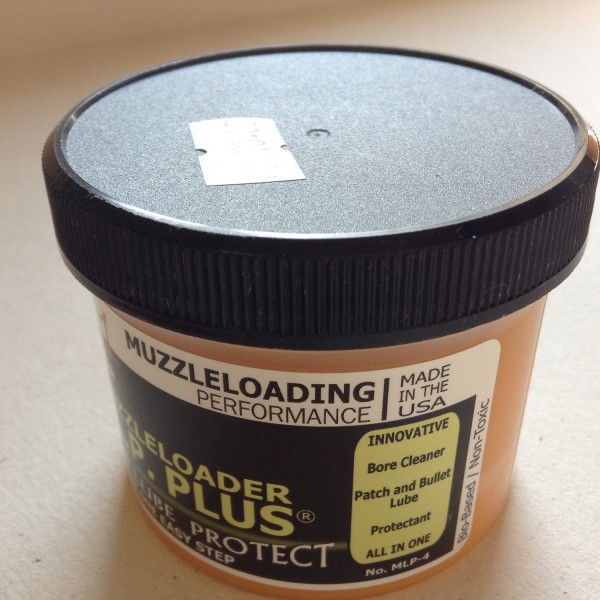 MUZZLELOADING
PERFORMANCE
MADE
IN THE
USA
PLUS®
PROTECT
EASY STEP
INNOVATIVE
Bore Cleaner
Patch and Bullet
Lube
Protectant
ALL IN ONE
No. MLP-4
Bio-Based / Non-Toxic